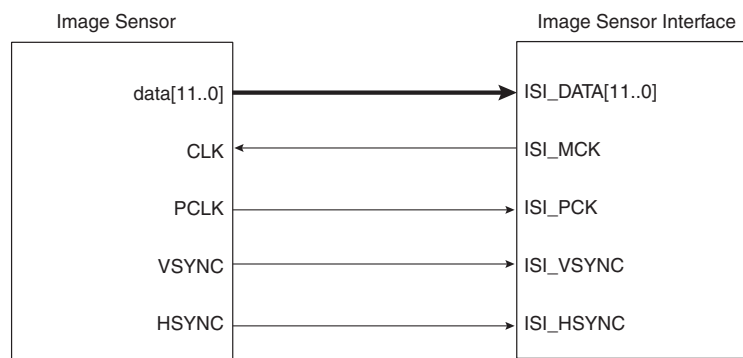 Image Sensor
Image Sensor Interface
data[11..0]
ISI_DATA[11..0]
CLK
ISI_MCK
PCLK
ISI_PCK
VSYNC
ISI_VSYNC
HSYNC
ISI_HSYNC